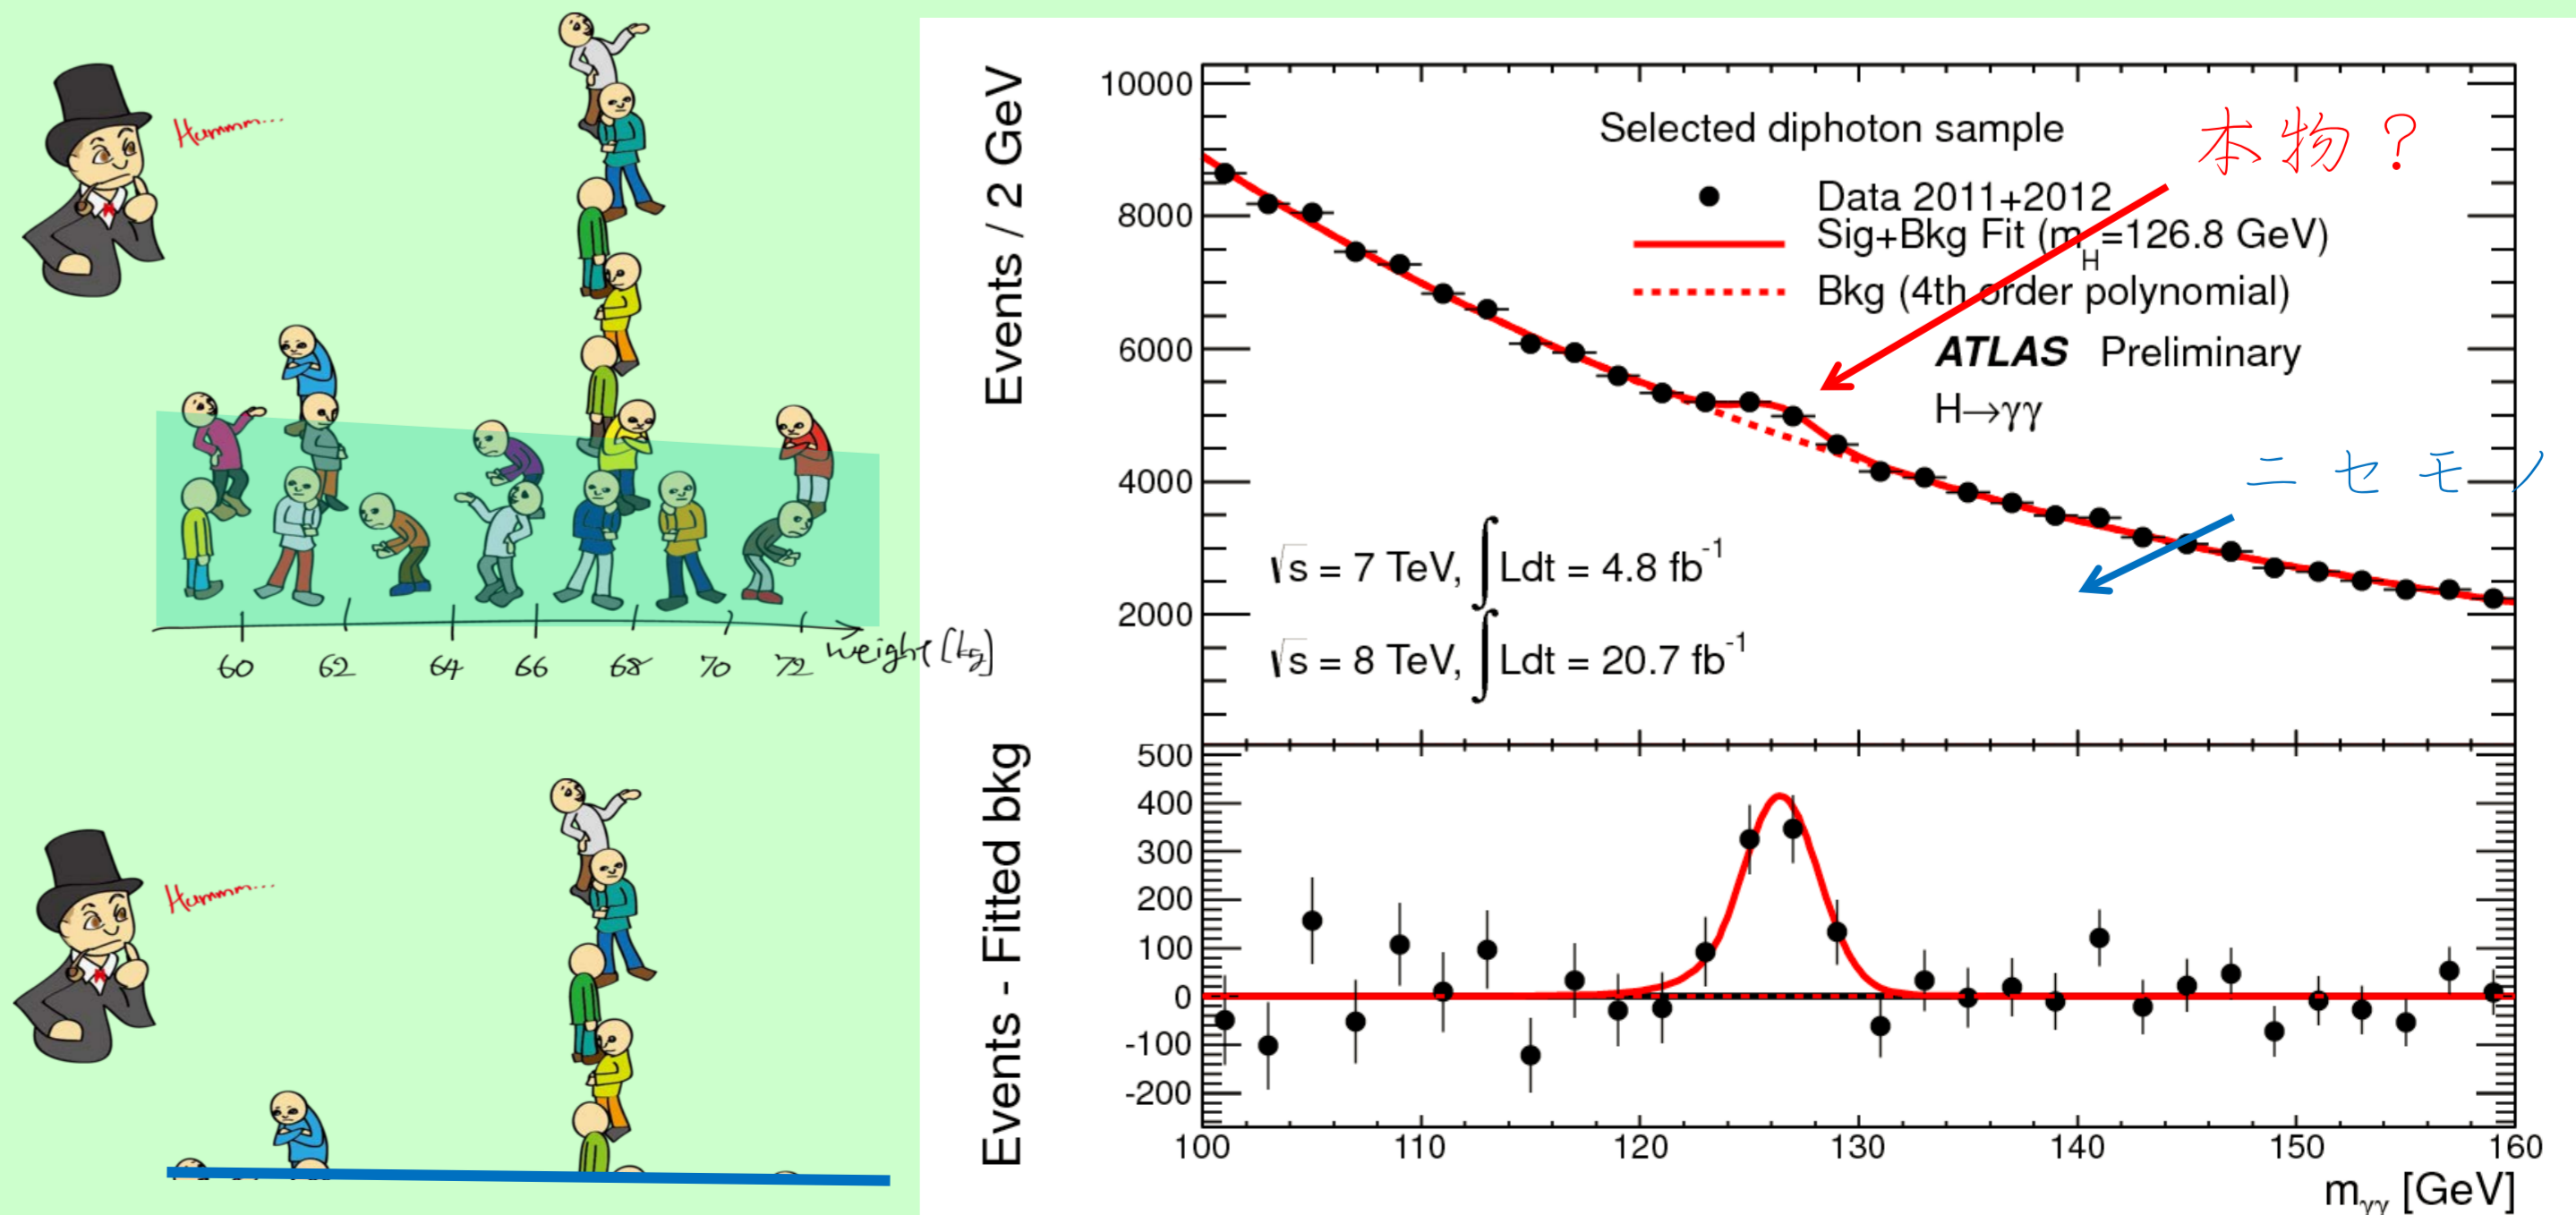 Hummm...
60 62 64 66 68 70 72 weight [kg]
Hummm...
Events / 2 GeV
10000
8000
6000
4000
2000
Selected diphoton sample
Data 2011+2012
Sig+Bkg Fit (m_H=126.8 GeV)
Bkg (4th order polynomial)
ATLAS Preliminary
H→γγ
本物？
ニセモノ
√s = 7 TeV, ∫Ldt = 4.8 fb⁻¹
√s = 8 TeV, ∫Ldt = 20.7 fb⁻¹
Events - Fitted bkg
500
400
300
200
100
0
-100
-200
100 110 120 130 140 150 160
m_γγ [GeV]